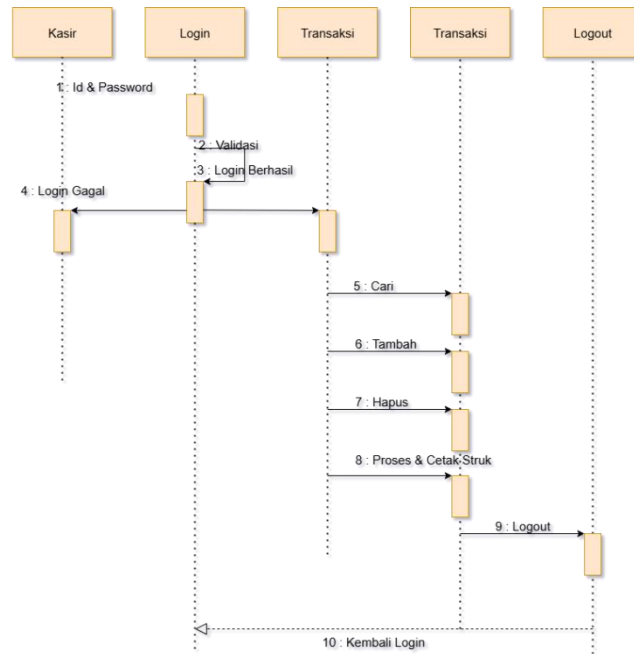 Kasir
Login
Transaksi
Transaksi
Logout
1 : Id & Password
2 : Validasi
3 : Login Berhasil
4 : Login Gagal
5 : Cari
6 : Tambah
7 : Hapus
8 : Proses & Cetak Struk
9 : Logout
10 : Kembali Login